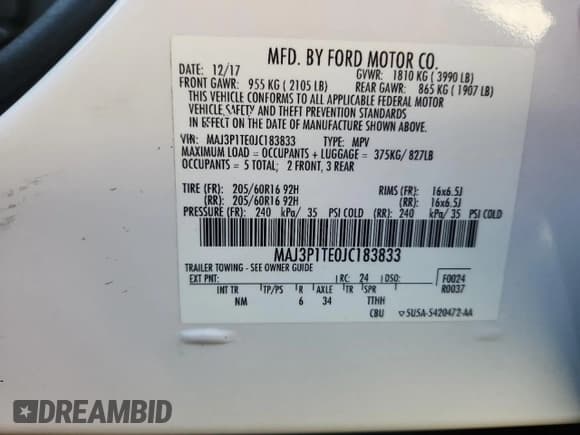 MFD. BY FORD MOTOR CO.
DATE: 12/17 GVWR: 1810 KG ( 3990 LB)
FRONT GAWR: 955 KG ( 2105 LB) REAR GAWR: 865 KG ( 1907 LB)
THIS VEHICLE CONFORMS TO ALL APPLICABLE FEDERAL MOTOR
VEHICLE SAFETY AND THEFT PREVENTION STANDARDS
IN EFFECT ON THE DATE OF MANUFACTURE SHOWN ABOVE.
VIN: MAJ3P1TE0JC183833 TYPE: MPV
MAXIMUM LOAD = OCCUPANTS + LUGGAGE = 375KG/ 827LB
OCCUPANTS = 5 TOTAL; 2 FRONT, 3 REAR
TIRE (FR): 205/60R16 92H RIMS (FR): 16x6.5J
(RR): 205/60R16 92H (RR): 16x6.5J
PRESSURE (FR): 240 kPa/ 35 PSI COLD (RR): 240 kPa/ 35 PSI COLD
MAJ3P1TE0JC183833
TRAILER TOWING - SEE OWNER GUIDE
EXT PNT: RC: 24 DSO: F0024
INT TR TP/PS R AXLE TR SPR R0037
NM 6 34 TTHH
CBU 5U5A-5420472-AA
DREAMBID